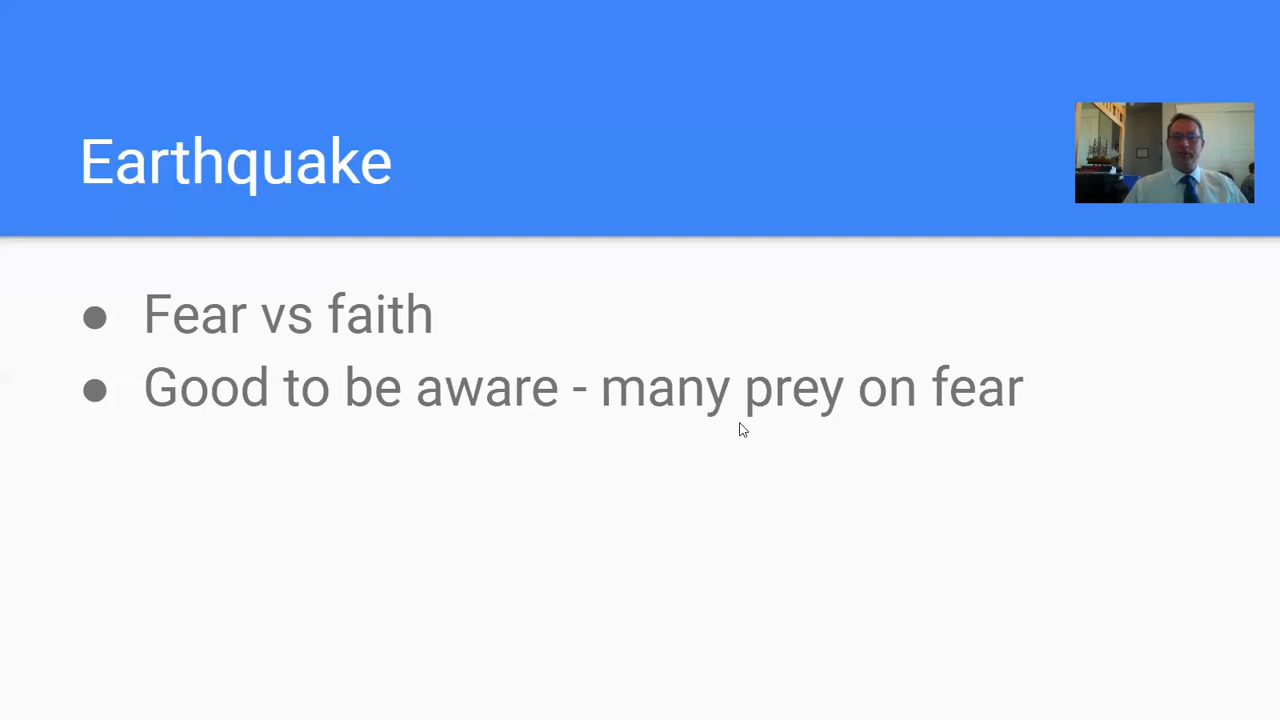 Earthquake
● Fear vs faith
● Good to be aware - many prey on fear